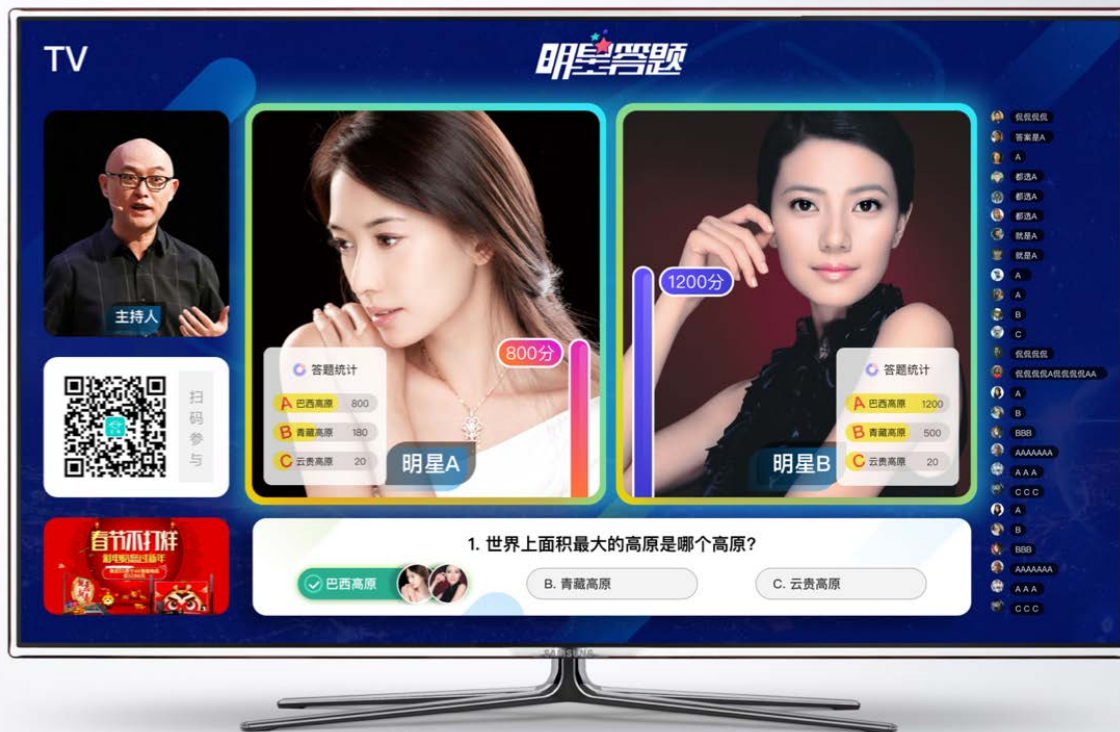 TV
明星答题
主持人
扫码参与
春节不打烊
800分
答题统计
A 巴西高原 800
B 青藏高原 180
C 云贵高原 20
明星A
1200分
答题统计
A 巴西高原 1200
B 青藏高原 500
C 云贵高原 20
明星B
1. 世界上面积最大的高原是哪个高原?
巴西高原
B. 青藏高原
C. 云贵高原
侃侃侃侃
答案是A
A
都选A
都选A
都选A
就是A
就是A
A
A
B
C
侃侃侃侃
侃侃侃侃A侃侃侃侃AA
A
B
BBB
AAAAAAA
A A A
C C C
A
B
BBB
AAAAAAA
A A A
C C C
SAMSUNG